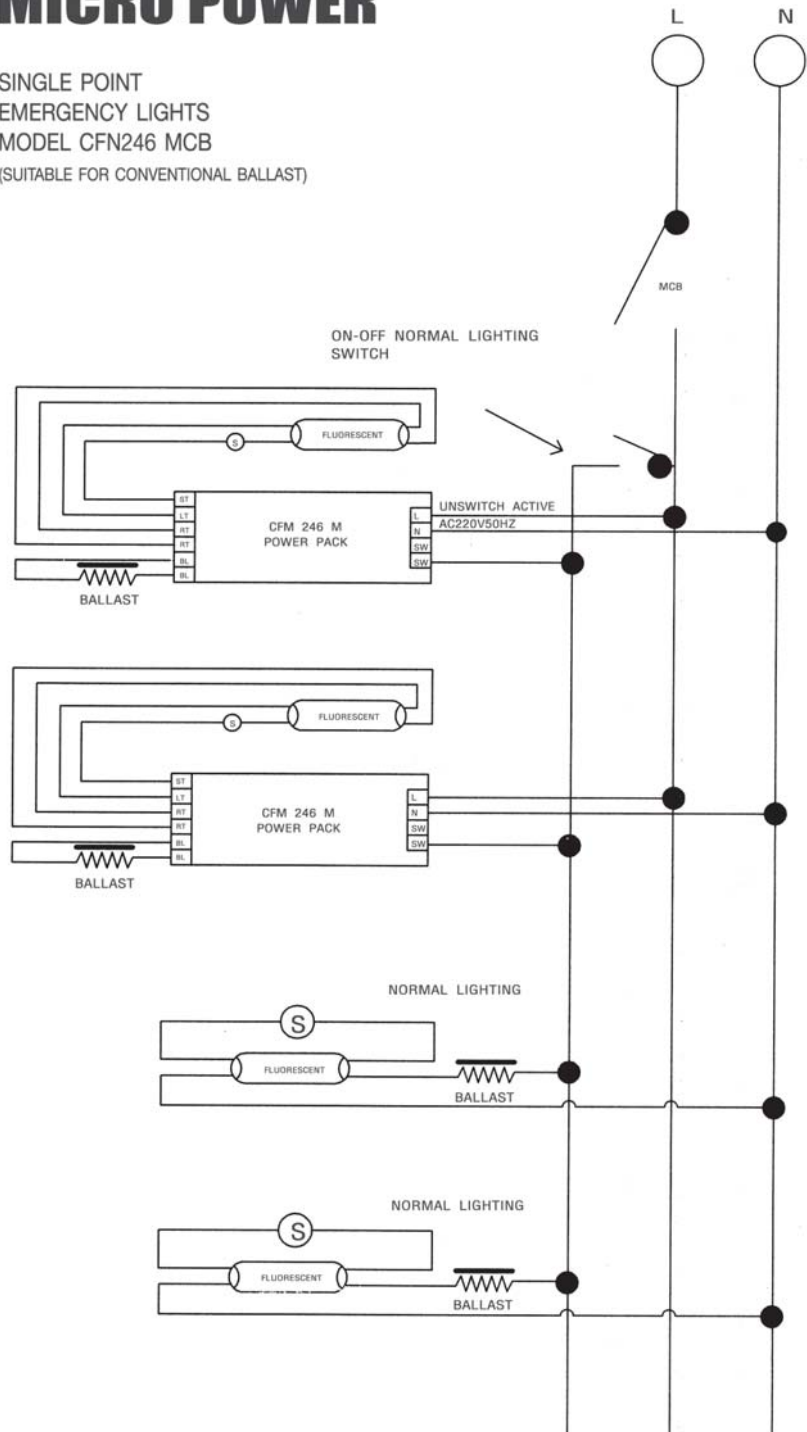 MICRO POWER
L N
SINGLE POINT
EMERGENCY LIGHTS
MODEL CFN246 MCB
(SUITABLE FOR CONVENTIONAL BALLAST)
MCB
ON-OFF NORMAL LIGHTING
SWITCH
S
FLUORESCENT
ST
LT
RT
RT
BL
BL
CFM 246 M
POWER PACK
L
N
SW
SW
UNSWITCH ACTIVE
AC220V50HZ
BALLAST
S
FLUORESCENT
ST
LT
RT
RT
BL
BL
CFM 246 M
POWER PACK
L
N
SW
SW
BALLAST
NORMAL LIGHTING
S
FLUORESCENT
BALLAST
NORMAL LIGHTING
S
FLUORESCENT
BALLAST